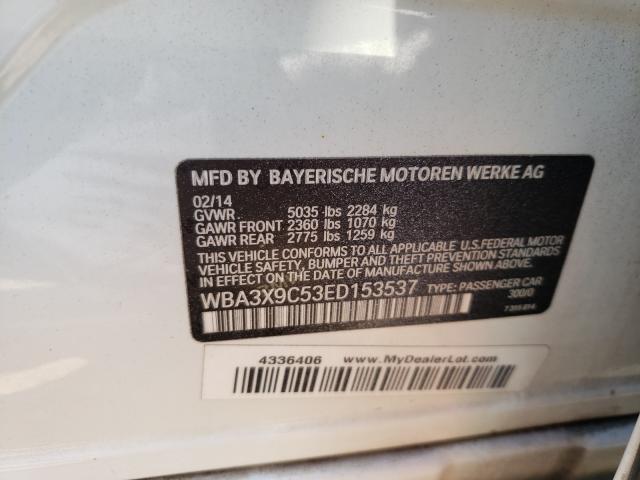 MFD BY BAYERISCHE MOTOREN WERKE AG
02/14
GVWR 5035 lbs 2284 kg
GAWR FRONT 2360 lbs 1070 kg
GAWR REAR 2775 lbs 1259 kg
THIS VEHICLE CONFORMS TO ALL APPLICABLE U.S.FEDERAL MOTOR
VEHICLE SAFETY, BUMPER AND THEFT PREVENTION STANDARDS
IN EFFECT ON THE DATE OF MANUFACTURE SHOWN ABOVE.
WBA3X9C53ED153537 TYPE: PASSENGER CAR
300/0
4336406 www.MyDealerLot.com